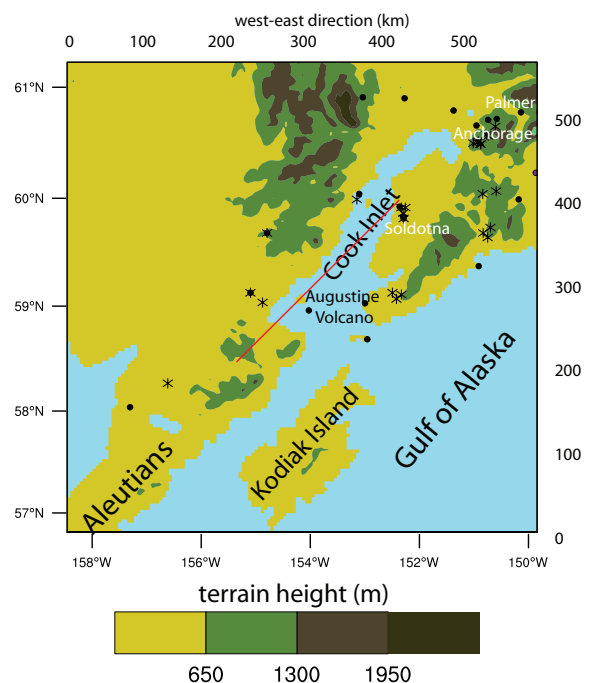 west-east direction (km)
0 100 200 300 400 500
61°N
Palmer
Anchorage
500
60°N
400
Cook Inlet
Soldotna
59°N
Augustine
Volcano
300
200
58°N
Kodiak Island
Gulf of Alaska
Aleutians
100
57°N
0
158°W 156°W 154°W 152°W 150°W
terrain height (m)
650 1300 1950